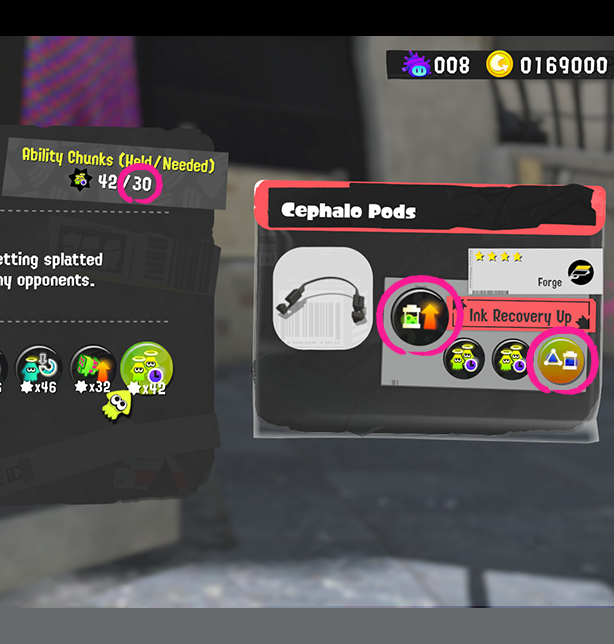 008 0169000
Ability Chunks (Held/Needed)
42/30
etting splatted
ny opponents.
x46 x32 x42
Cephalo Pods
Forge
Ink Recovery Up